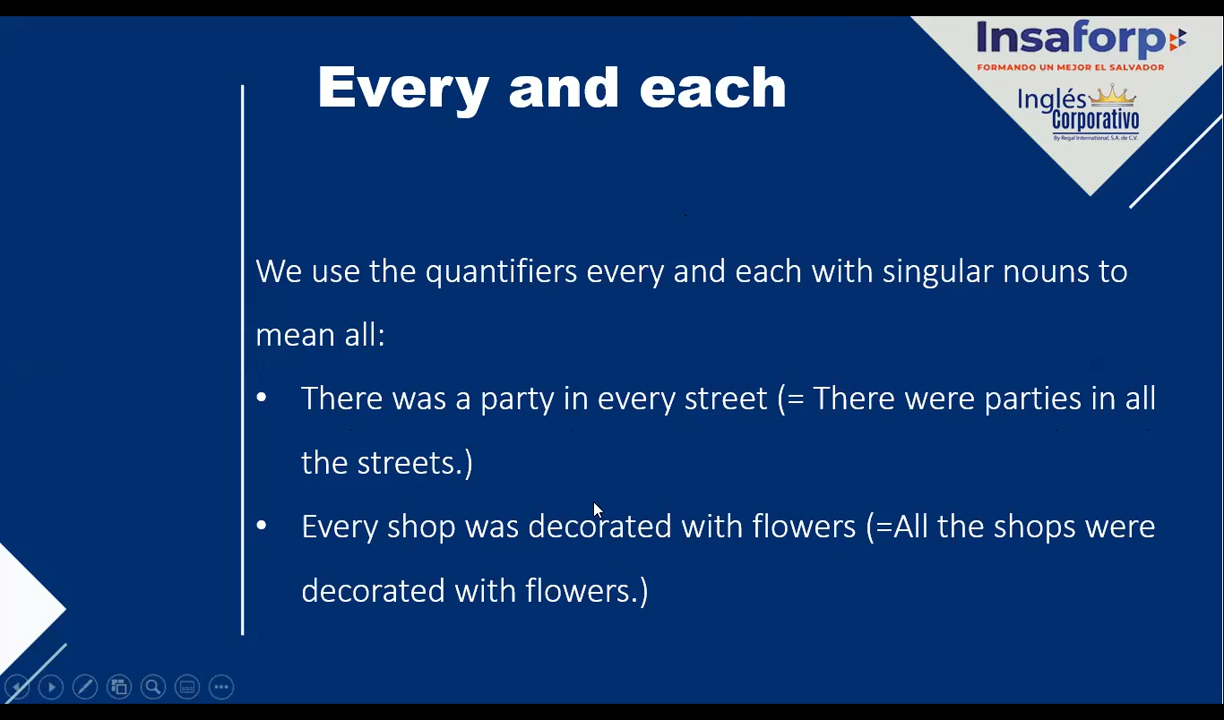 Insaforp
FORMANDO UN MEJOR EL SALVADOR
Inglés
Corporativo
By Regal International, S.A. de C.V.
Every and each
We use the quantifiers every and each with singular nouns to
mean all:
• There was a party in every street (= There were parties in all
the streets.)
• Every shop was decorated with flowers (=All the shops were
decorated with flowers.)